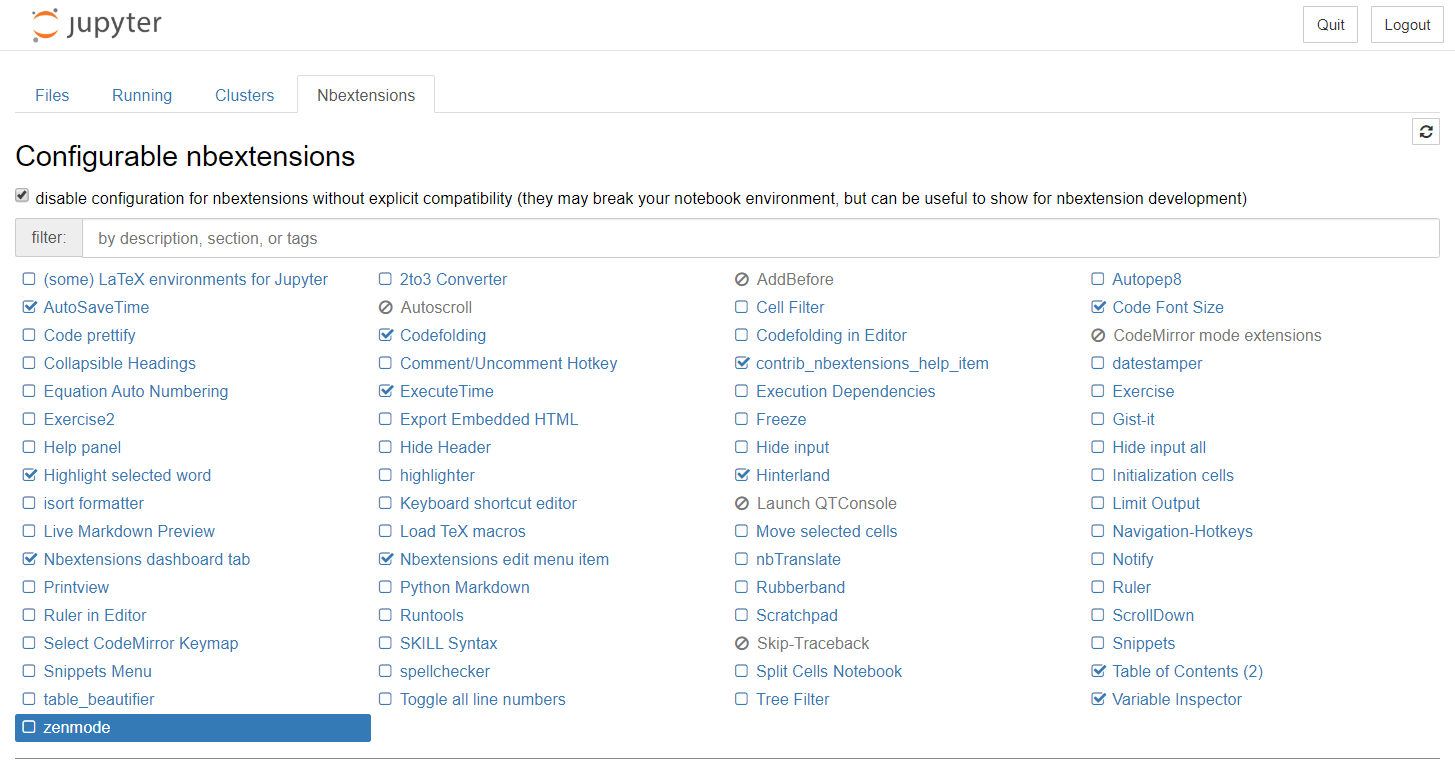 jupyter Quit Logout
Files Running Clusters Nbextensions
Configurable nbextensions
disable configuration for nbextensions without explicit compatibility (they may break your notebook environment, but can be useful to show for nbextension development)
filter: by description, section, or tags
(some) LaTeX environments for Jupyter 2to3 Converter AddBefore Autopep8
AutoSaveTime Autoscroll Cell Filter Code Font Size
Code prettify Codefolding Codefolding in Editor CodeMirror mode extensions
Collapsible Headings Comment/Uncomment Hotkey contrib_nbextensions_help_item datestamper
Equation Auto Numbering ExecuteTime Execution Dependencies Exercise
Exercise2 Export Embedded HTML Freeze Gist-it
Help panel Hide Header Hide input Hide input all
Highlight selected word highlighter Hinterland Initialization cells
isort formatter Keyboard shortcut editor Launch QTConsole Limit Output
Live Markdown Preview Load TeX macros Move selected cells Navigation-Hotkeys
Nbextensions dashboard tab Nbextensions edit menu item nbTranslate Notify
Printview Python Markdown Rubberband Ruler
Ruler in Editor Runtools Scratchpad ScrollDown
Select CodeMirror Keymap SKILL Syntax Skip-Traceback Snippets
Snippets Menu spellchecker Split Cells Notebook Table of Contents (2)
table_beautifier Toggle all line numbers Tree Filter Variable Inspector
zenmode